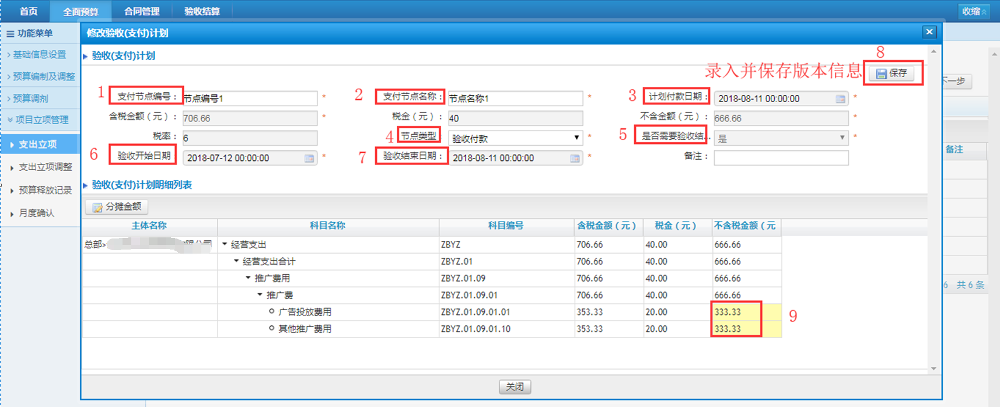 首页 全面预算 合同管理 验收结算 收缩
功能菜单
基础信息设置
预算编制及调整
预算调剂
项目立项管理
支出立项
支出立项调整
预算释放记录
月度确认
修改验收(支付)计划
验收(支付)计划
录入并保存版本信息 8 保存
下一步
1 支付节点编号： 节点编号1 * 2 支付节点名称： 节点名称1 * 3 计划付款日期： 2018-08-11 00:00:00 *
含税金额（元）： 706.66 * 税金（元）： 40 不含金额（元）： 666.66 *
税率： 6 4 节点类型 验收付款 * 5 是否需要验收结... 是 *
6 验收开始日期 2018-07-12 00:00:00 * 7 验收结束日期： 2018-08-11 00:00:00 * 备注：
备注
验收(支付)计划明细列表
分摊金额
主体名称 科目名称 科目编号 含税金额（元） 税金（元） 不含税金额（元
总部> 经营支出 ZBYZ 706.66 40.00 666.66
经营支出合计 ZBYZ.01 706.66 40.00 666.66
推广费用 ZBYZ.01.09 706.66 40.00 666.66
推广费 ZBYZ.01.09.01 706.66 40.00 666.66
广告投放费用 ZBYZ.01.09.01.01 353.33 20.00 333.33
其他推广费用 ZBYZ.01.09.01.10 353.33 20.00 333.33
9
6 共 6 条
关闭